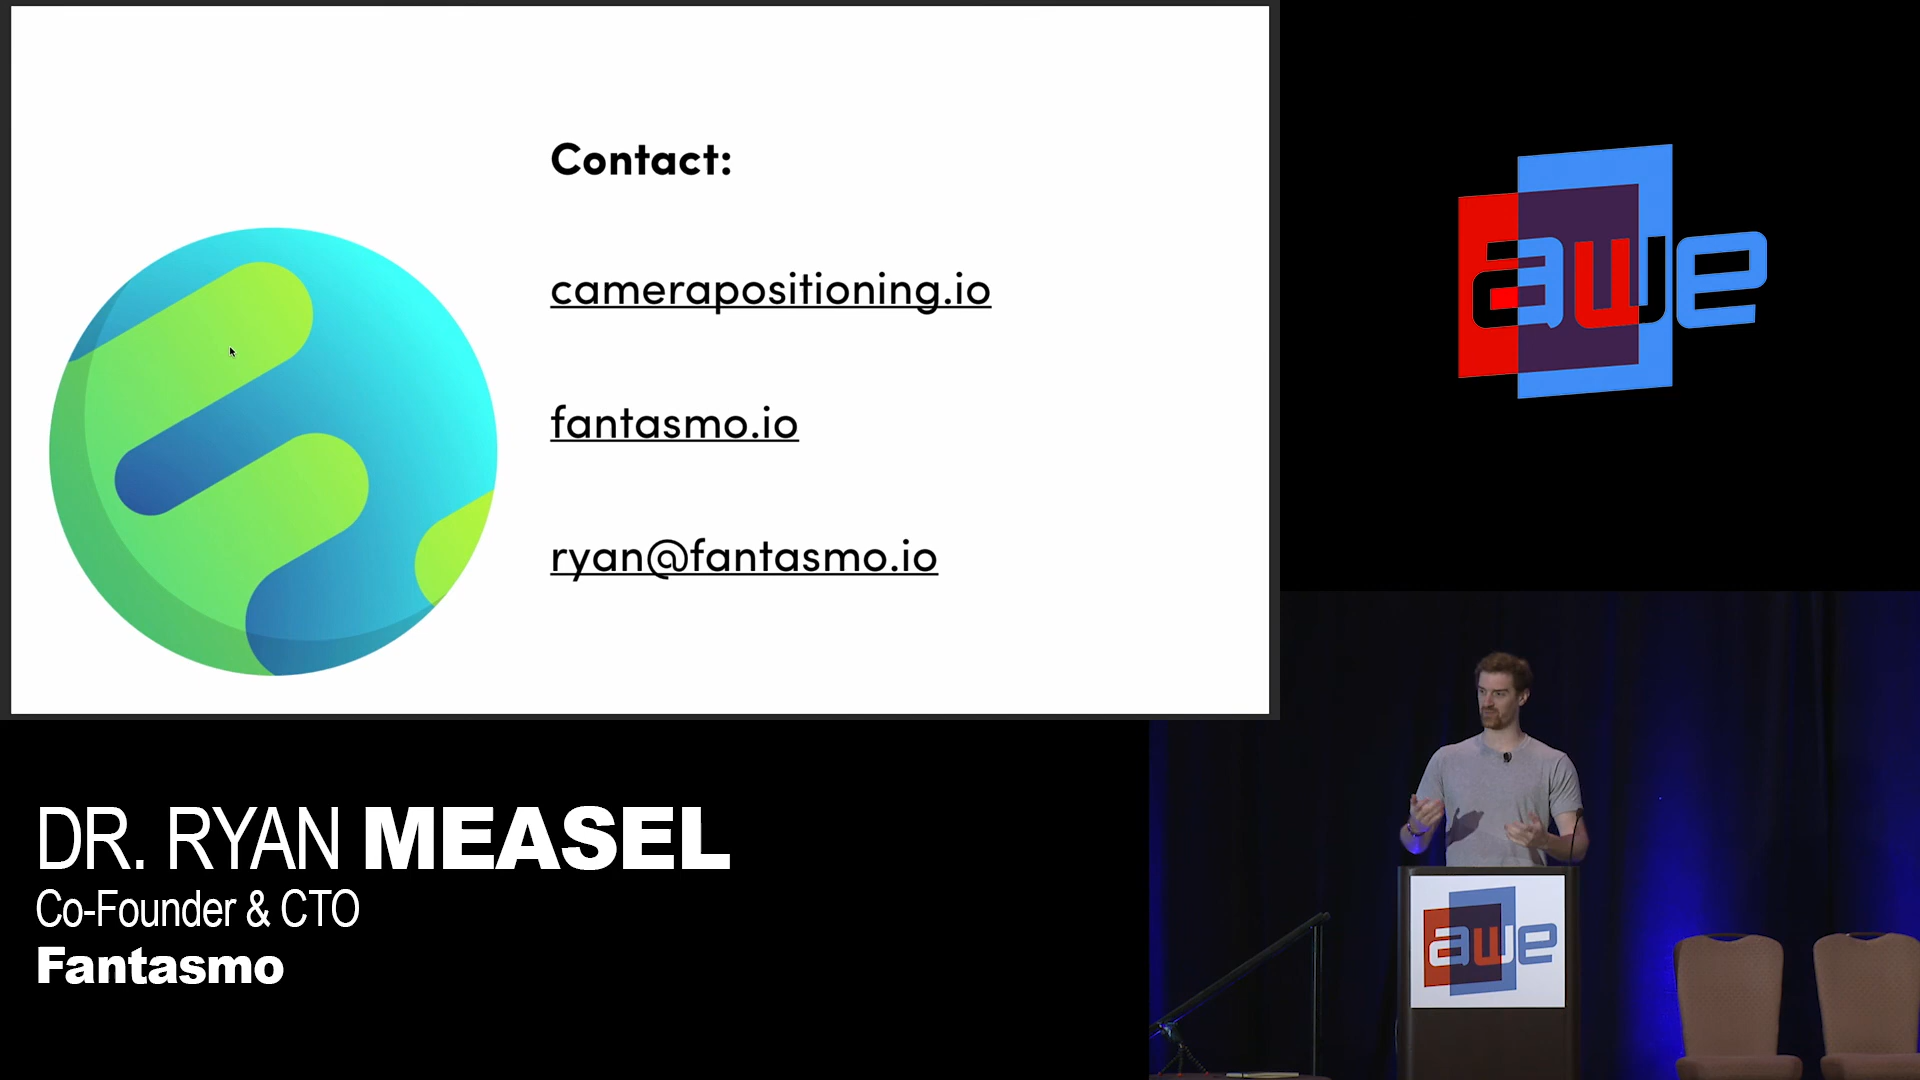 Contact:
camerapositioning.io
fantasmo.io
ryan@fantasmo.io
awe
DR. RYAN MEASEL
Co-Founder & CTO
Fantasmo
awe